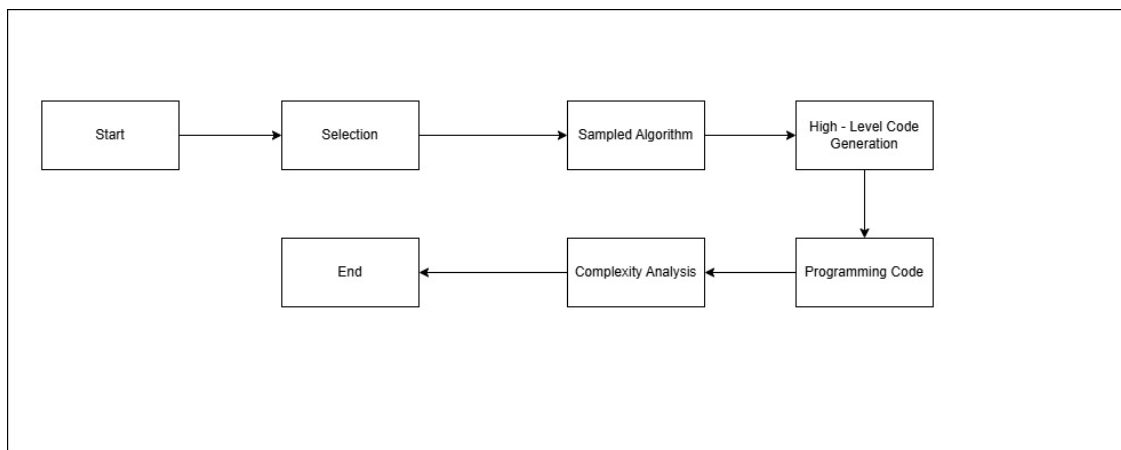 Start
Selection
Sampled Algorithm
High - Level Code
Generation
End
Complexity Analysis
Programming Code